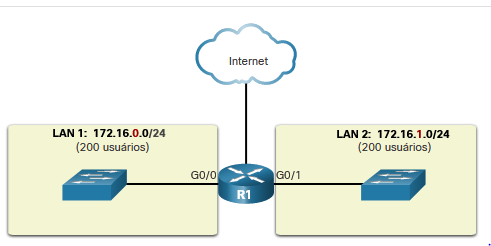 Internet
LAN 1: 172.16.0.0/24
(200 usuários)
LAN 2: 172.16.1.0/24
(200 usuários)
G0/0
G0/1
R1